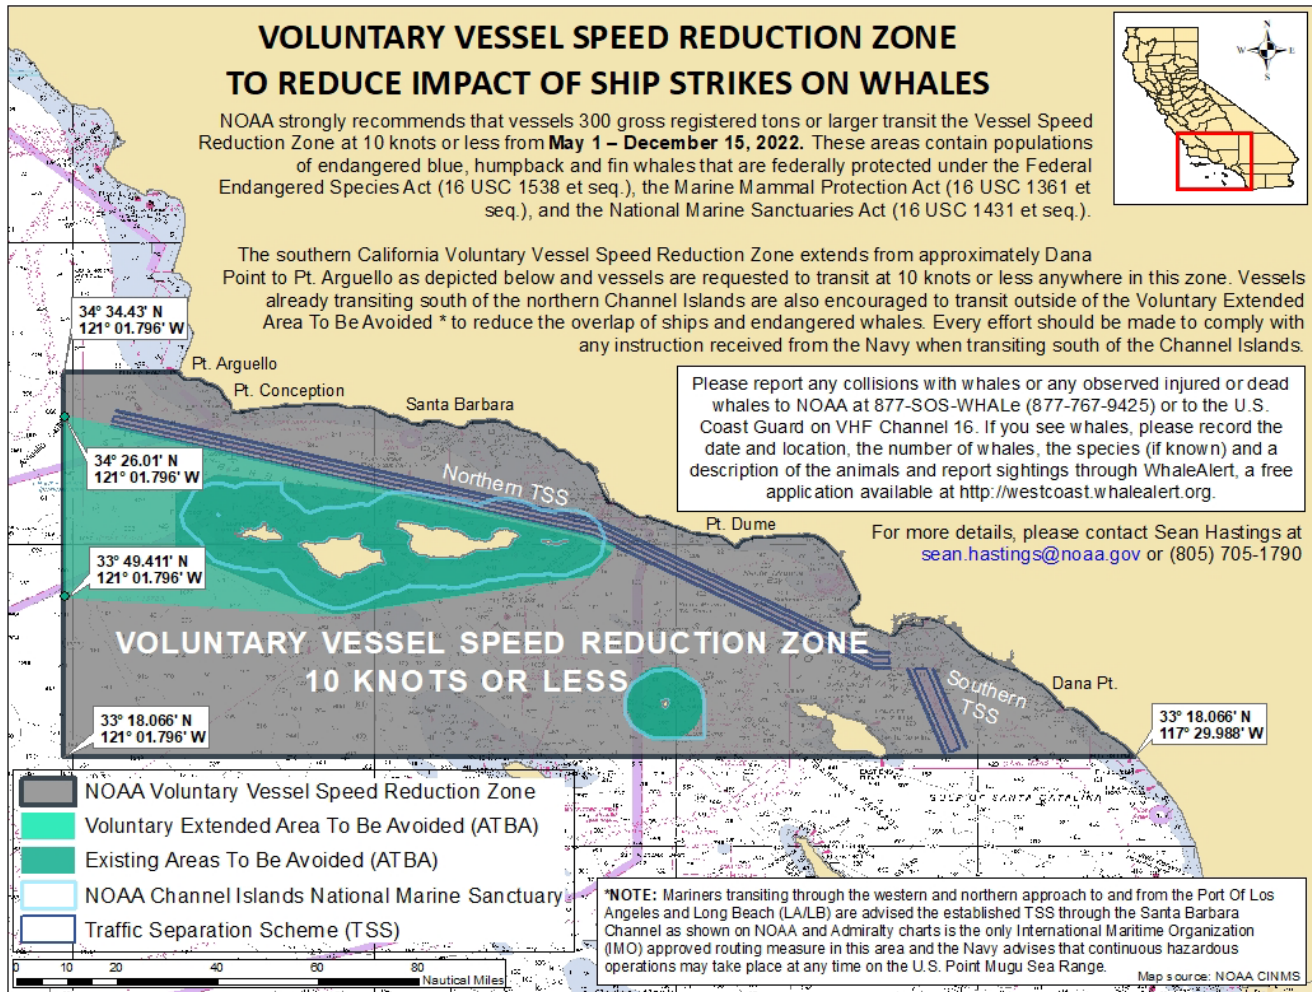 VOLUNTARY VESSEL SPEED REDUCTION ZONE
TO REDUCE IMPACT OF SHIP STRIKES ON WHALES
N
W
E
S
NOAA strongly recommends that vessels 300 gross registered tons or larger transit the Vessel Speed
Reduction Zone at 10 knots or less from May 1 – December 15, 2022. These areas contain populations
of endangered blue, humpback and fin whales that are federally protected under the Federal
Endangered Species Act (16 USC 1538 et seq.), the Marine Mammal Protection Act (16 USC 1361 et
seq.), and the National Marine Sanctuaries Act (16 USC 1431 et seq.).
The southern California Voluntary Vessel Speed Reduction Zone extends from approximately Dana
Point to Pt. Arguello as depicted below and vessels are requested to transit at 10 knots or less anywhere in this zone. Vessels
already transiting south of the northern Channel Islands are also encouraged to transit outside of the Voluntary Extended
Area To Be Avoided * to reduce the overlap of ships and endangered whales. Every effort should be made to comply with
any instruction received from the Navy when transiting south of the Channel Islands.
34° 34.43' N
121° 01.796' W
Pt. Arguello
Pt. Conception
Santa Barbara
Please report any collisions with whales or any observed injured or dead
whales to NOAA at 877-SOS-WHALe (877-767-9425) or to the U.S.
Coast Guard on VHF Channel 16. If you see whales, please record the
date and location, the number of whales, the species (if known) and a
description of the animals and report sightings through WhaleAlert, a free
application available at http://westcoast.whalealert.org.
34° 26.01' N
121° 01.796' W
Northern TSS
Pt. Dume
For more details, please contact Sean Hastings at
sean.hastings@noaa.gov or (805) 705-1790
33° 49.411' N
121° 01.796' W
VOLUNTARY VESSEL SPEED REDUCTION ZONE
10 KNOTS OR LESS
Southern
TSS
Dana Pt.
33° 18.066' N
121° 01.796' W
33° 18.066' N
117° 29.988' W
GULF OF SANTA CATALINA
NOAA Voluntary Vessel Speed Reduction Zone
Voluntary Extended Area To Be Avoided (ATBA)
Existing Areas To Be Avoided (ATBA)
NOAA Channel Islands National Marine Sanctuary
Traffic Separation Scheme (TSS)
0 10 20 40 60 80
Nautical Miles
*NOTE: Mariners transiting through the western and northern approach to and from the Port Of Los
Angeles and Long Beach (LA/LB) are advised the established TSS through the Santa Barbara
Channel as shown on NOAA and Admiralty charts is the only International Maritime Organization
(IMO) approved routing measure in this area and the Navy advises that continuous hazardous
operations may take place at any time on the U.S. Point Mugu Sea Range.
Map source: NOAA CINMS